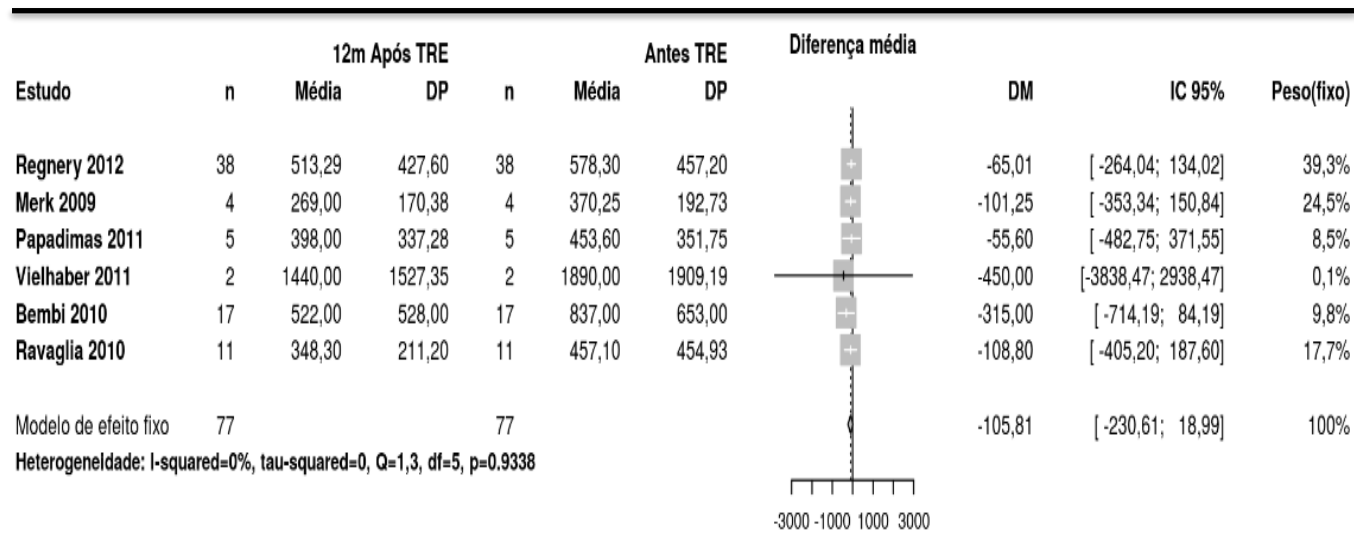 12m Após TRE Antes TRE Diferença média
Estudo n Média DP n Média DP DM IC 95% Peso(fixo)
Regnery 2012 38 513,29 427,60 38 578,30 457,20 -65,01 [ -264,04; 134,02] 39,3%
Merk 2009 4 269,00 170,38 4 370,25 192,73 -101,25 [ -353,34; 150,84] 24,5%
Papadimas 2011 5 398,00 337,28 5 453,60 351,75 -55,60 [ -482,75; 371,55] 8,5%
Vielhaber 2011 2 1440,00 1527,35 2 1890,00 1909,19 -450,00 [-3838,47; 2938,47] 0,1%
Bembi 2010 17 522,00 528,00 17 837,00 653,00 -315,00 [ -714,19; 84,19] 9,8%
Ravaglia 2010 11 348,30 211,20 11 457,10 454,93 -108,80 [ -405,20; 187,60] 17,7%
Modelo de efeito fixo 77 77 -105,81 [ -230,61; 18,99] 100%
Heterogeneldade: I-squared=0%, tau-squared=0, Q=1,3, df=5, p=0.9338
-3000 -1000 1000 3000